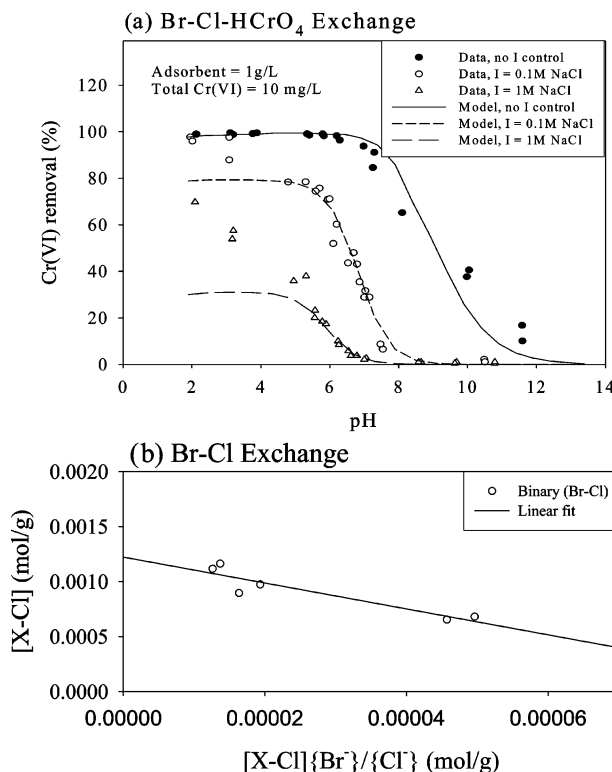 (a) Br-Cl-HCrO4 Exchange
Adsorbent = 1g/L
Total Cr(VI) = 10 mg/L
Data, no I control
Data, I = 0.1M NaCl
Data, I = 1M NaCl
Model, no I control
Model, I = 0.1M NaCl
Model, I = 1M NaCl
Cr(VI) removal (%)
120
100
80
60
40
20
0
0 2 4 6 8 10 12 14
pH
(b) Br-Cl Exchange
Binary (Br-Cl)
Linear fit
[X-Cl] (mol/g)
0.0020
0.0015
0.0010
0.0005
0.0000
0.00000 0.00002 0.00004 0.00006
[X-Cl]{Br-}/{Cl-} (mol/g)